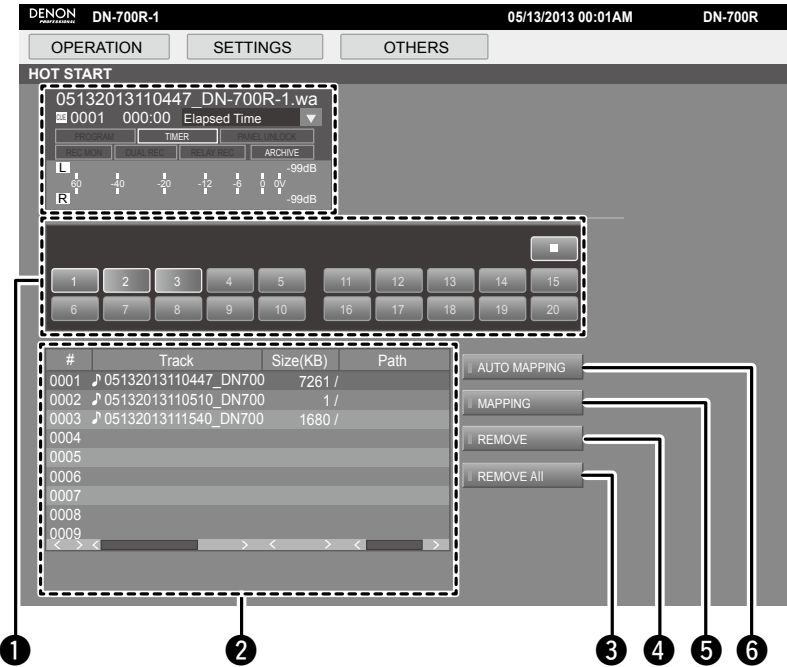 DENON PROFESSIONAL DN-700R-1 05/13/2013 00:01AM DN-700R
OPERATION SETTINGS OTHERS
HOT START
05132013110447_DN-700R-1.wa
CUE 0001 000:00 Elapsed Time
PROGRAM TIMER PANEL UNLOCK
REC MON DUAL REC RELAY REC ARCHIVE
L -99dB
60 -40 -20 -12 -6 0 0V
R -99dB
1 2 3 4 5 11 12 13 14 15
6 7 8 9 10 16 17 18 19 20
# Track Size(KB) Path
0001 ♪05132013110447_DN700 7261 /
0002 ♪05132013110510_DN700 1 /
0003 ♪05132013111540_DN700 1680 /
0004
0005
0006
0007
0008
0009
< > < > < > < >
AUTO MAPPING
MAPPING
REMOVE
REMOVE All
1 2 3 4 5 6